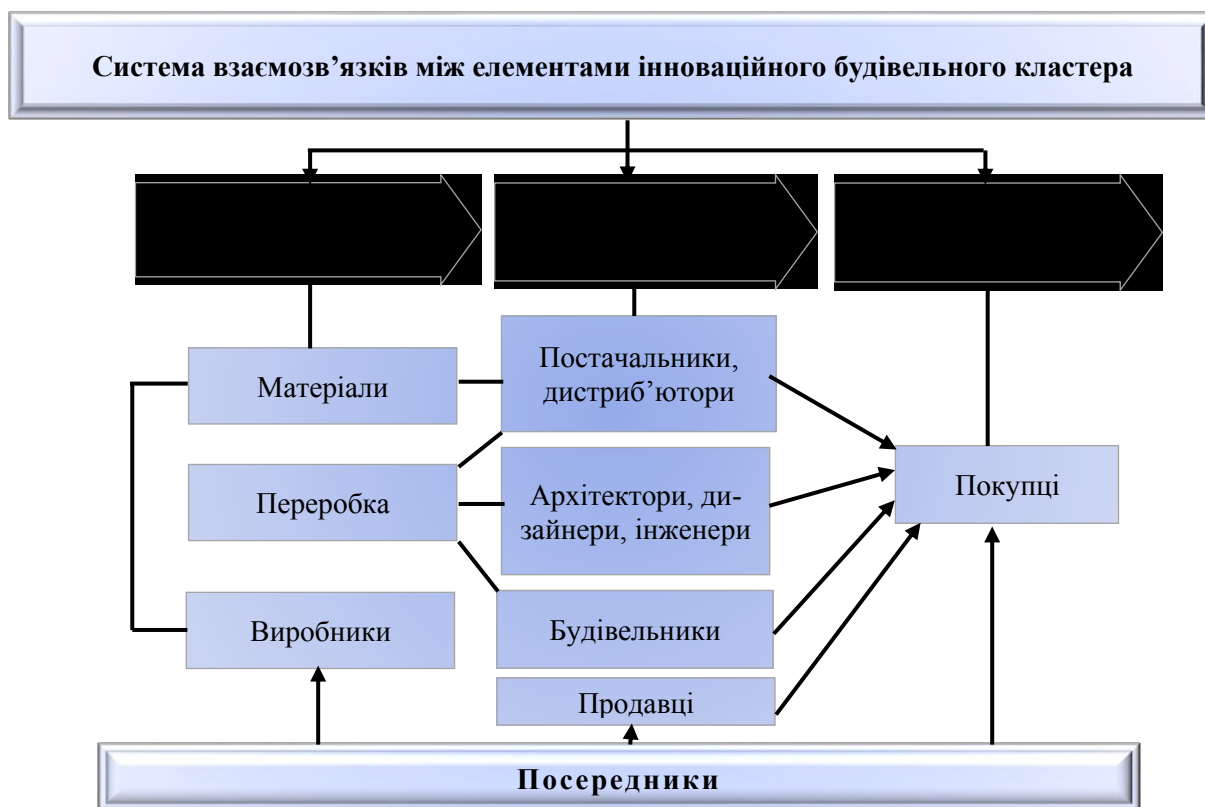 Система взаємозв’язків між елементами інноваційного будівельного кластера
Матеріали
Постачальники,
дистриб’ютори
Переробка
Архітектори, ди-
зайнери, інженери
Покупці
Виробники
Будівельники
Продавці
Посередники